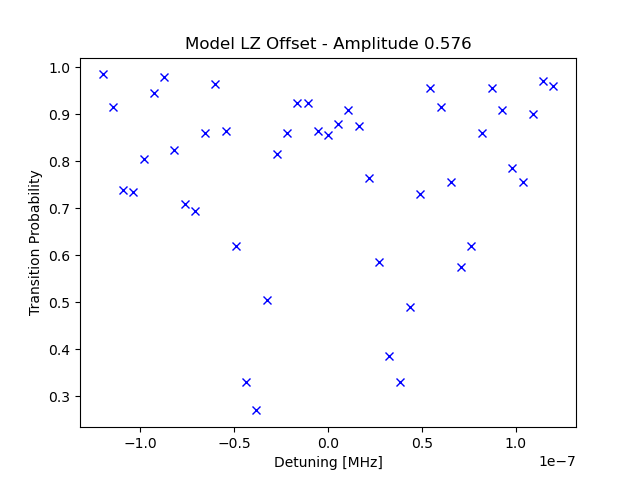 Model LZ Offset - Amplitude 0.576
1.0
0.9
0.8
0.7
0.6
0.5
0.4
0.3
Transition Probability
−1.0 −0.5 0.0 0.5 1.0
1e−7
Detuning [MHz]